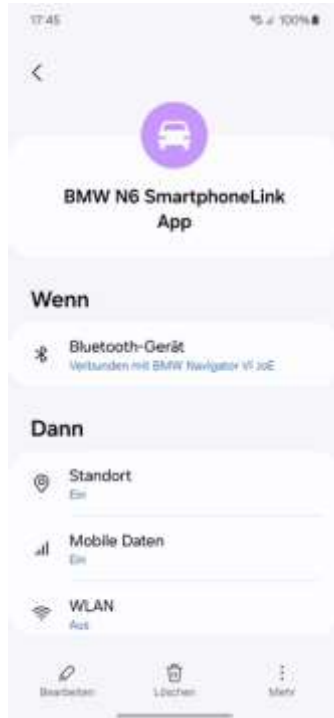 17:45
100%
BMW N6 SmartphoneLink
App
Wenn
Bluetooth-Gerät
Verbunden mit BMW Navigator VI
Dann
Standort
Ein
Mobile Daten
Ein
WLAN
Aus
Bearbeiten
Löschen
Mehr